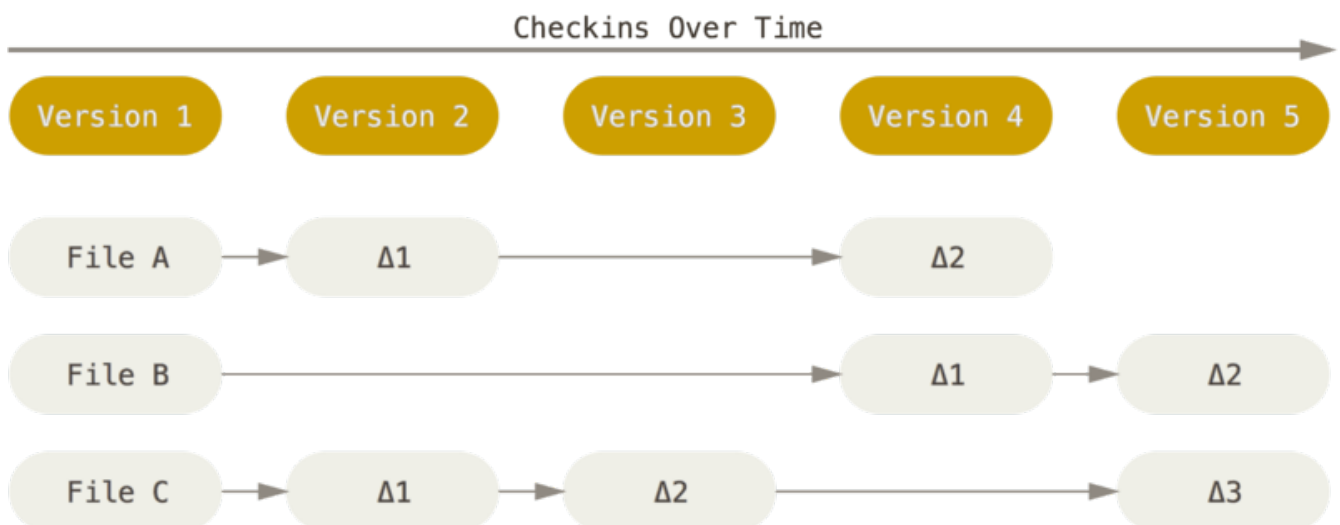 Checkins Over Time
Version 1 Version 2 Version 3 Version 4 Version 5
File A Δ1 Δ2
File B Δ1 Δ2
File C Δ1 Δ2 Δ3